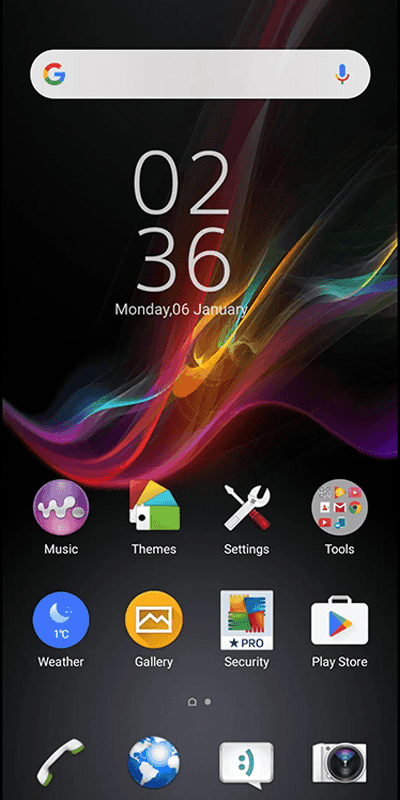 G
02
36
Monday,06 January
Music
Themes
Settings
Tools
1°C
Weather
Gallery
★PRO
Security
Play Store